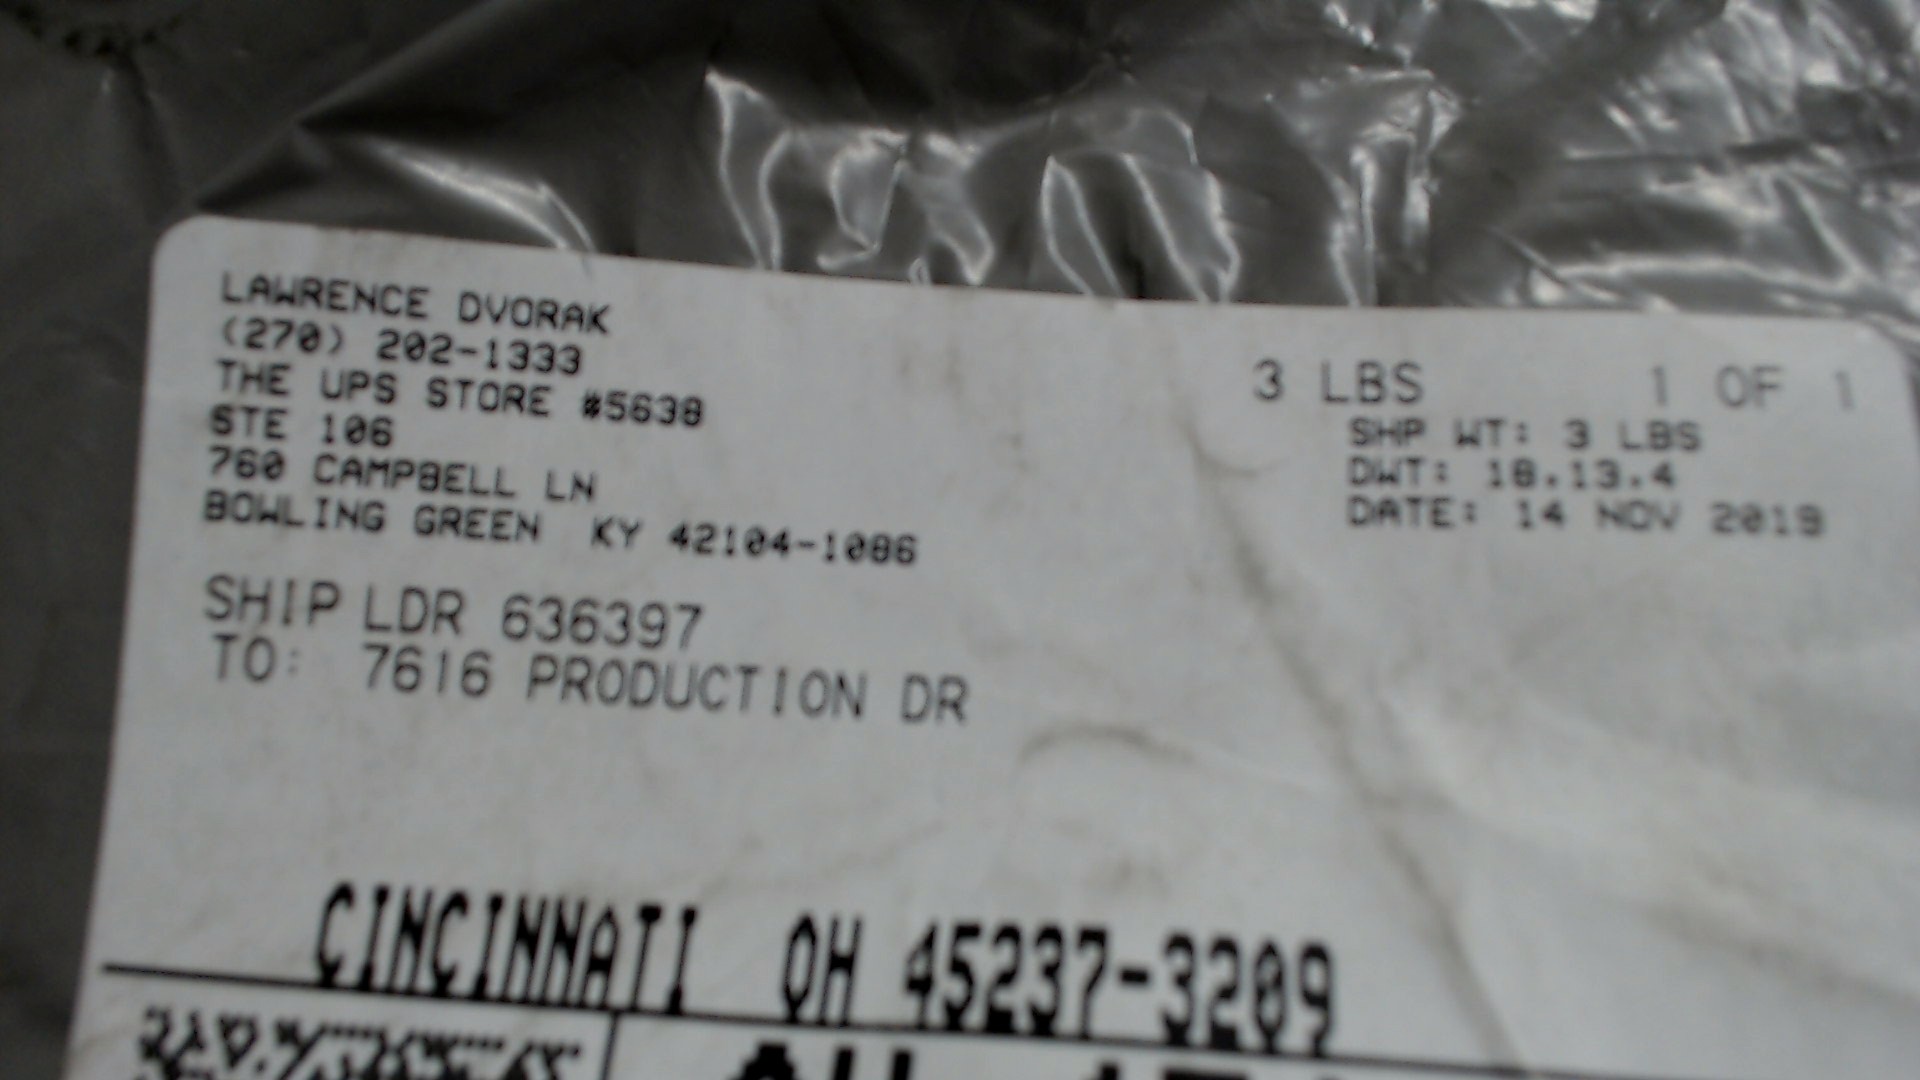 LAWRENCE DVORAK
(270) 202-1333
THE UPS STORE #5638
STE 106
760 CAMPBELL LN
BOWLING GREEN KY 42104-1086
3 LBS 1 OF 1
SHP WT: 3 LBS
DWT: 18.13.4
DATE: 14 NOV 2019
SHIP LDR 636397
TO: 7616 PRODUCTION DR
CINCINNATI OH 45237-3209